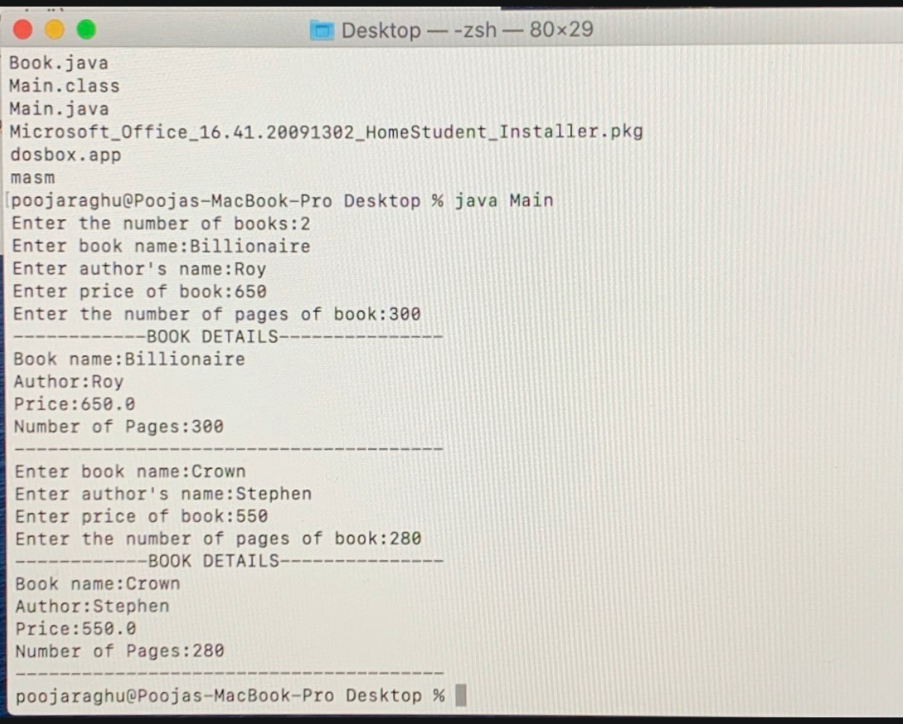 Desktop — -zsh — 80×29
Book.java
Main.class
Main.java
Microsoft_Office_16.41.20091302_HomeStudent_Installer.pkg
dosbox.app
masm
[poojaraghu@Poojas-MacBook-Pro Desktop % java Main
Enter the number of books:2
Enter book name:Billionaire
Enter author's name:Roy
Enter price of book:650
Enter the number of pages of book:300
------------BOOK DETAILS---------------
Book name:Billionaire
Author:Roy
Price:650.0
Number of Pages:300
---------------------------------------
Enter book name:Crown
Enter author's name:Stephen
Enter price of book:550
Enter the number of pages of book:280
------------BOOK DETAILS---------------
Book name:Crown
Author:Stephen
Price:550.0
Number of Pages:280
---------------------------------------
poojaraghu@Poojas-MacBook-Pro Desktop %